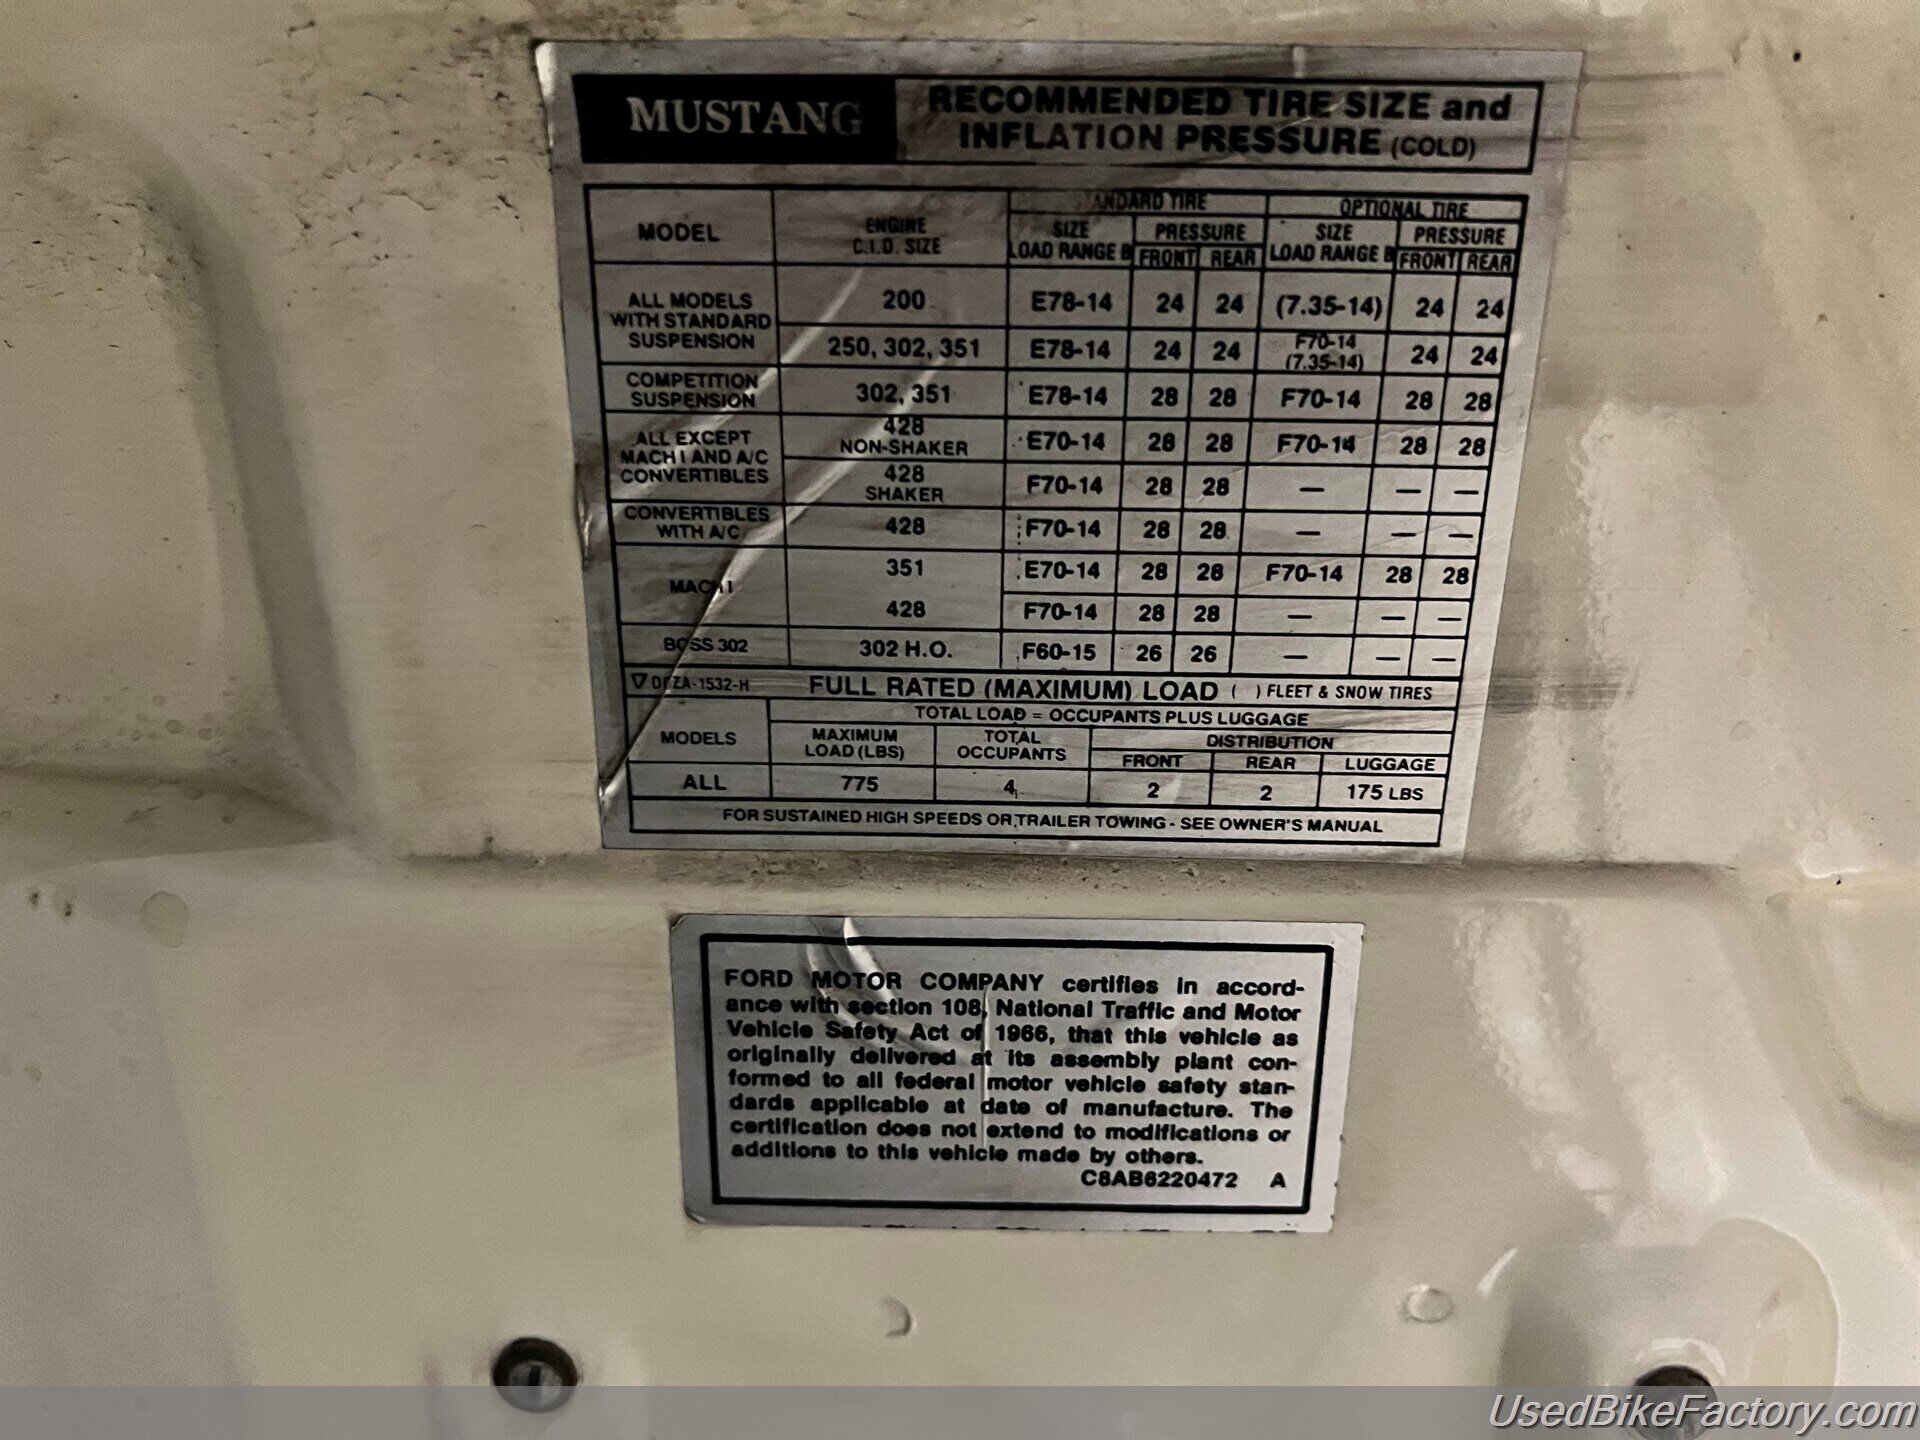 MUSTANG
RECOMMENDED TIRE SIZE and
INFLATION PRESSURE (COLD)
MODEL
ENGINE
C.I.D. SIZE
ANDARD TIRE
OPTIONAL TIRE
SIZE
LOAD RANGE B
PRESSURE
FRONT REAR
SIZE
LOAD RANGE B
PRESSURE
FRONT REAR
ALL MODELS
WITH STANDARD
SUSPENSION
200 E78-14 24 24 (7.35-14) 24 24
250, 302, 351 E78-14 24 24 F70-14 (7.35-14) 24 24
COMPETITION
SUSPENSION
302, 351 E78-14 28 28 F70-14 28 28
ALL EXCEPT
MACH I AND A/C
CONVERTIBLES
428
NON-SHAKER
E70-14 28 28 F70-14 28 28
428
SHAKER
F70-14 28 28 — — —
CONVERTIBLES
WITH A/C
428 F70-14 28 28 — — —
MACH I
351 E70-14 28 28 F70-14 28 28
428 F70-14 28 28 — — —
BOSS 302 302 H.O. F60-15 26 26 — — —
FULL RATED (MAXIMUM) LOAD ( ) FLEET & SNOW TIRES
TOTAL LOAD = OCCUPANTS PLUS LUGGAGE
MODELS
MAXIMUM
LOAD (LBS)
TOTAL
OCCUPANTS
DISTRIBUTION
FRONT REAR LUGGAGE
ALL 775 4 2 2 175 LBS
FOR SUSTAINED HIGH SPEEDS OR TRAILER TOWING - SEE OWNER'S MANUAL
FORD MOTOR COMPANY certifies in accord-
ance with section 108, National Traffic and Motor
Vehicle Safety Act of 1966, that this vehicle as
originally delivered at its assembly plant con-
formed to all federal motor vehicle safety stan-
dards applicable at date of manufacture. The
certification does not extend to modifications or
additions to this vehicle made by others.
C8AB6220472 A
UsedBikeFactory.com